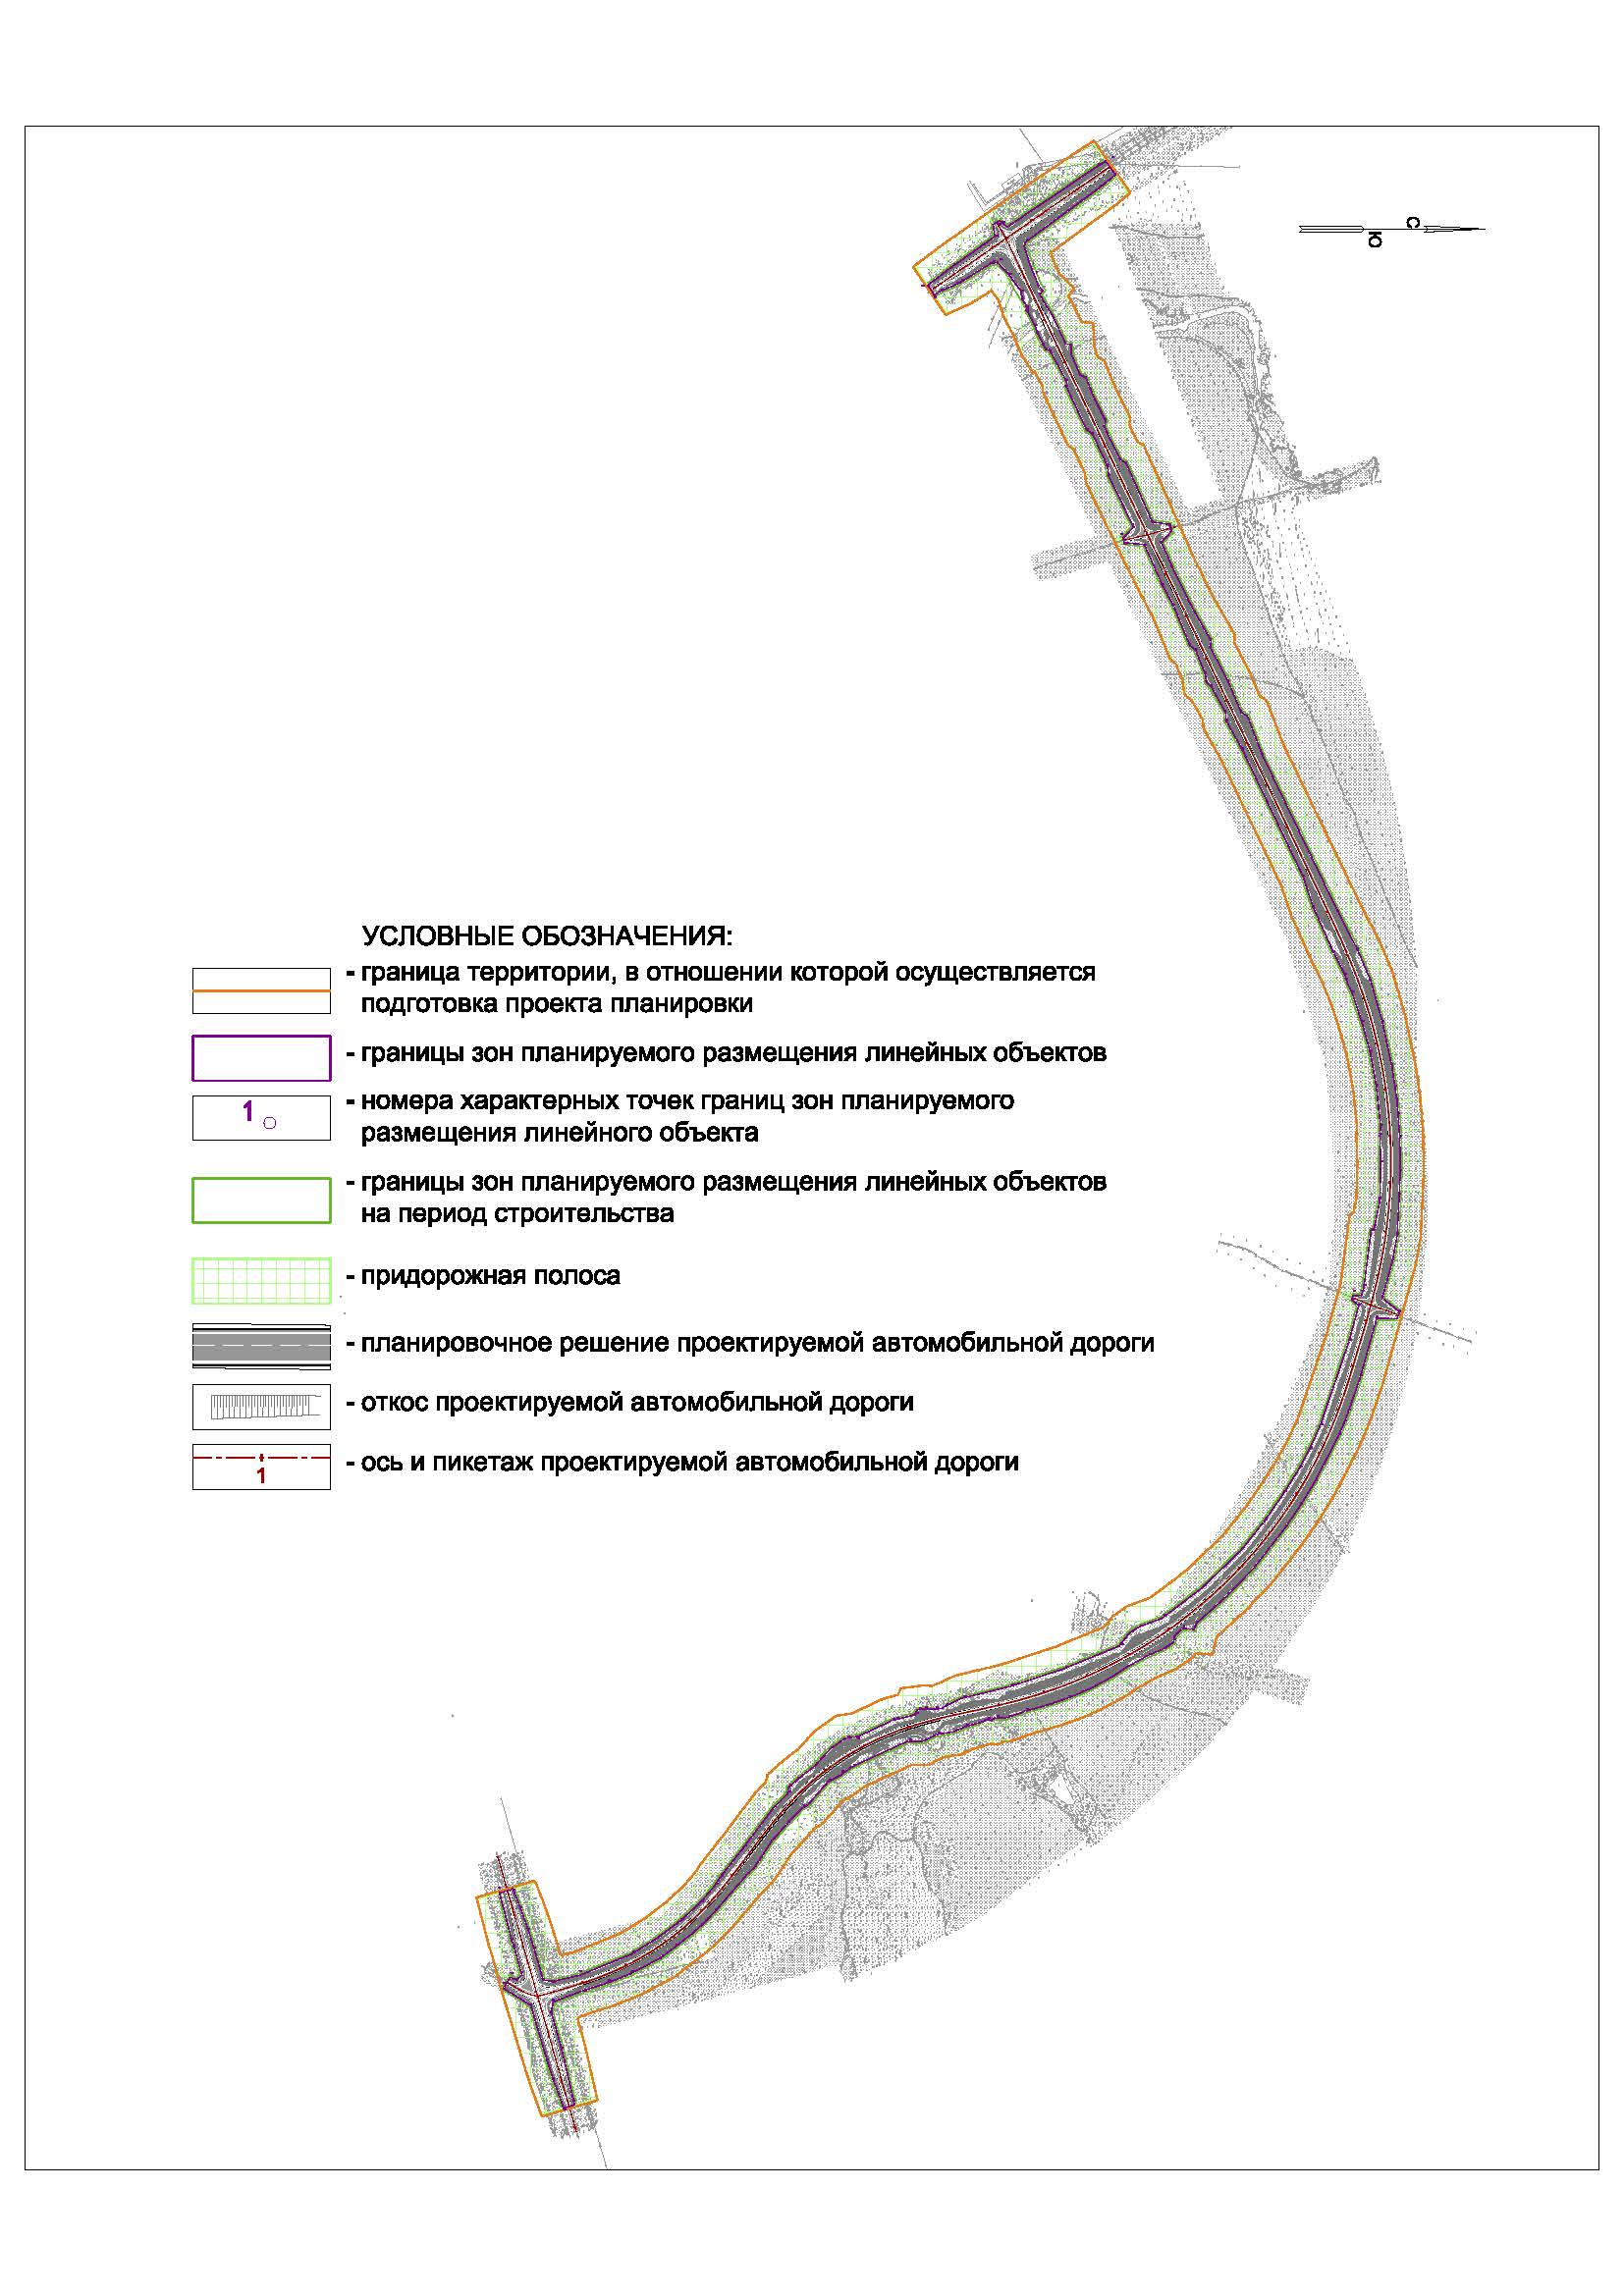 С
Ю
УСЛОВНЫЕ ОБОЗНАЧЕНИЯ:
- граница территории, в отношении которой осуществляется
подготовка проекта планировки
- границы зон планируемого размещения линейных объектов
1
- номера характерных точек границ зон планируемого
размещения линейного объекта
- границы зон планируемого размещения линейных объектов
на период строительства
- придорожная полоса
- планировочное решение проектируемой автомобильной дороги
- откос проектируемой автомобильной дороги
1
- ось и пикетаж проектируемой автомобильной дороги